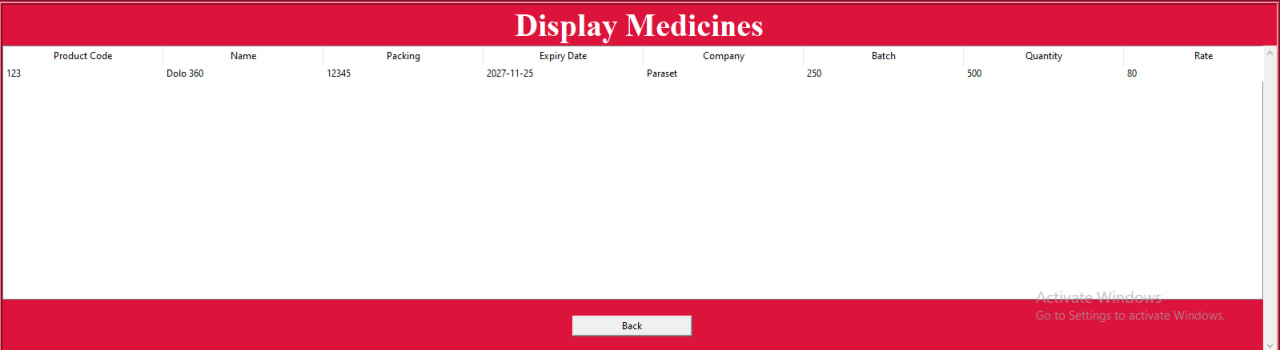 Display Medicines
Product Code Name Packing Expiry Date Company Batch Quantity Rate
123 Dolo 360 12345 2027-11-25 Paraset 250 500 80
Activate Windows
Go to Settings to activate Windows.
Back